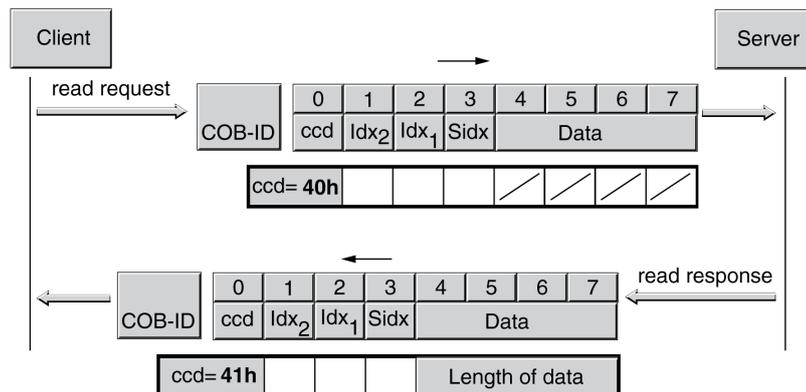 Client
Server
read request
COB-ID
0 1 2 3 4 5 6 7
ccd Idx2 Idx1 Sidx Data
ccd= 40h
read response
COB-ID
0 1 2 3 4 5 6 7
ccd Idx2 Idx1 Sidx Data
ccd= 41h Length of data